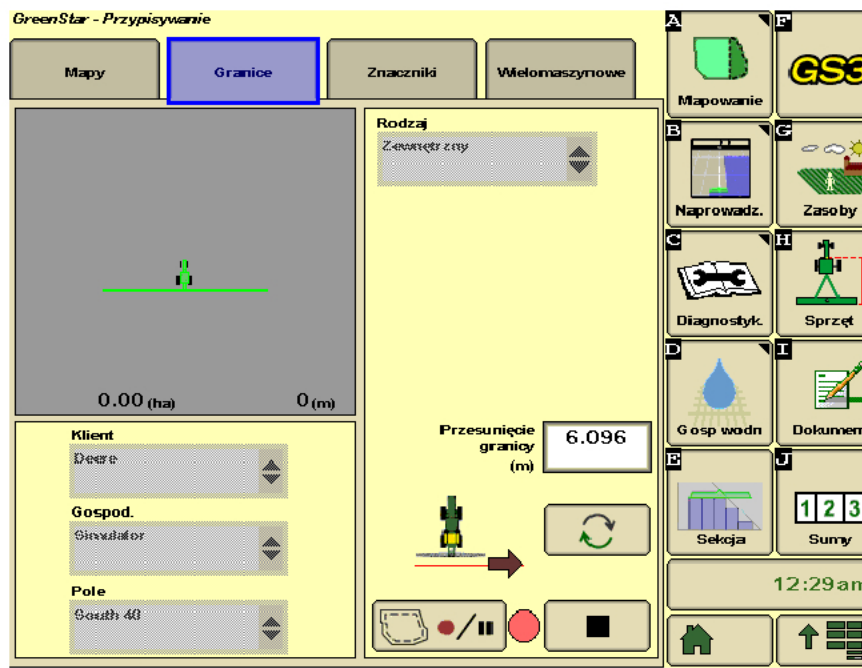 GreenStar - Przypisywanie
Mapy
Granice
Znaczniki
Wielomaszynowe
Rodzaj
Zewnętrzny
0.00 (ha)
0 (m)
Klient
Deere
Gospod.
Simulator
Pole
South 40
Przesunięcie
granicy
(m)
6.096
A
Mapowanie
F
GS3
B
Naprowadz.
G
Zasoby
C
Diagnostyk.
H
Sprzęt
D
Gosp wodn
I
Dokumen
E
Sekcja
J
1 2 3
Sumy
12:29am